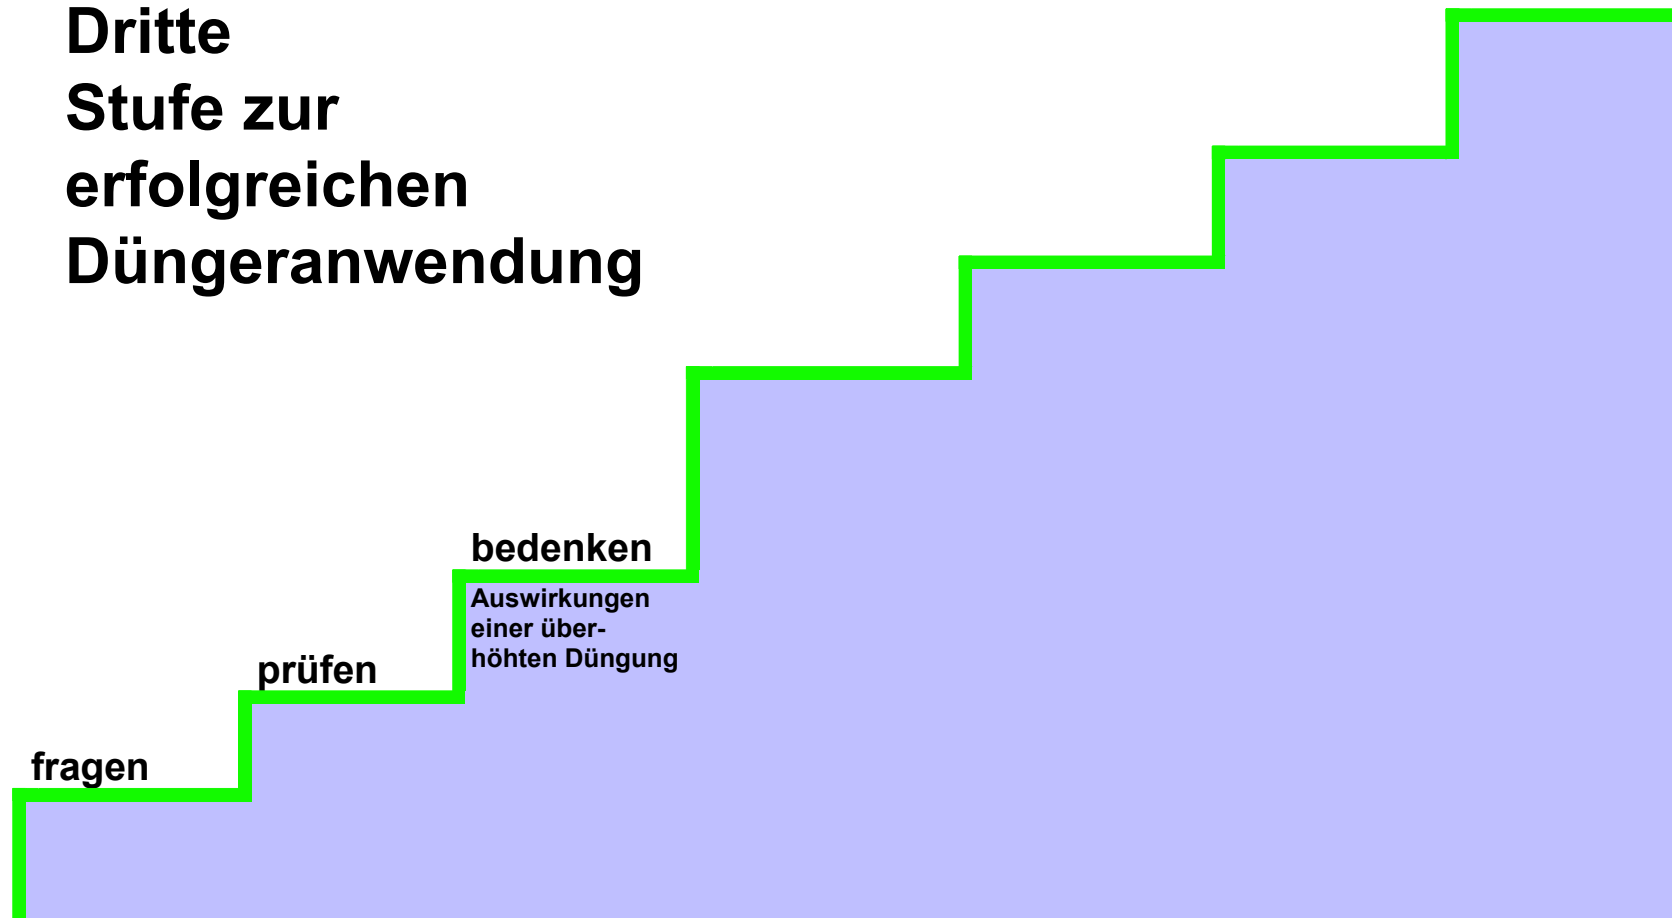 Dritte
Stufe zur
erfolgreichen
Düngeranwendung
bedenken
Auswirkungen
einer über-
höhten Düngung
prüfen
fragen